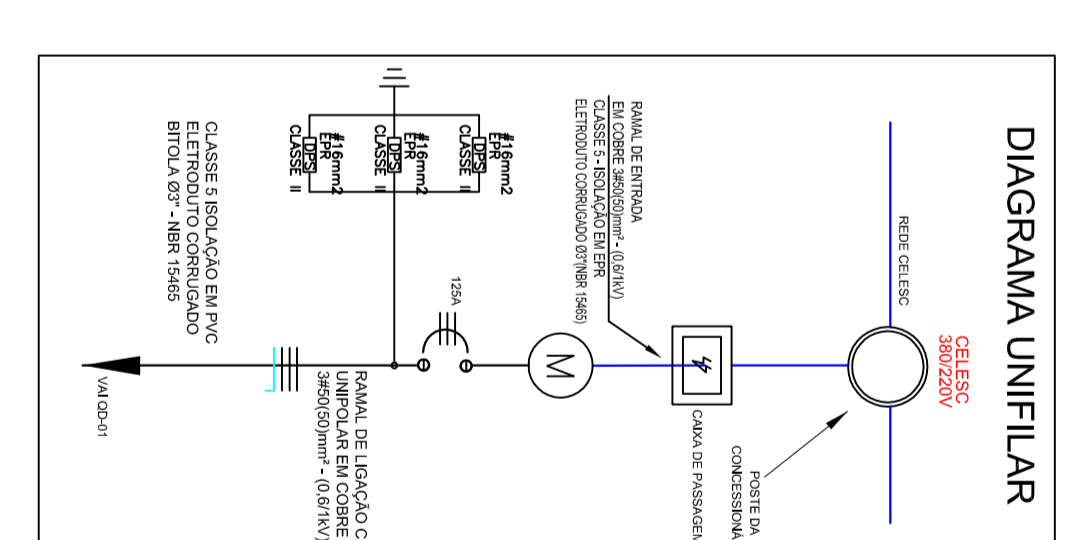 DIAGRAMA UNIFILAR
CELESC
380/220V
REDE CELESC
POSTE DA
CAIXA DE
RAMAL DE ENTRADA
EM COBRE 3#50(50)mm² - (0,6/1kV)
CLASSE 5 - ISOLAÇÃO EM EPR
ELETRODUTO CORRUGADO Ø3"(NBR 15465)
M
125A
#16mm2
EPR
DPS
CLASSE II
#16mm2
EPR
DPS
CLASSE II
#16mm2
EPR
DPS
CLASSE II
RAMAL DE LIGAÇÃO
UNIPOLAR EM COBRE
3#50(50)mm² - (0,6/1kV)
CLASSE 5 ISOLAÇÃO EM PVC
ELETRODUTO CORRUGADO
BITOLA Ø3" - NBR 15465
VAI QD-01